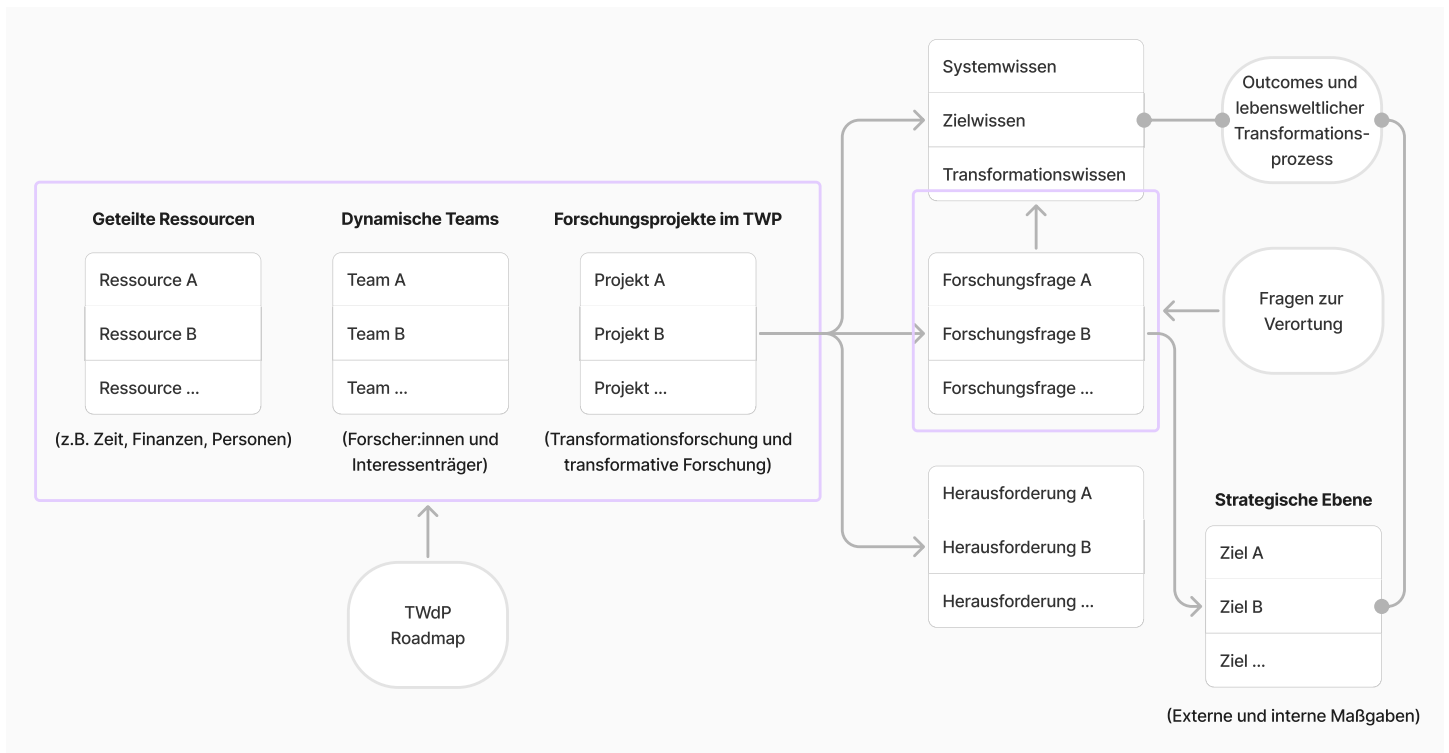 Systemwissen
Zielwissen
Transformationswissen
Outcomes und
lebensweltlicher
Transformations-
prozess
Geteilte Ressourcen
Ressource A
Ressource B
Ressource ...
(z.B. Zeit, Finanzen, Personen)
Dynamische Teams
Team A
Team B
Team ...
(Forscher:innen und
Interessenträger)
Forschungsprojekte im TWP
Projekt A
Projekt B
Projekt ...
(Transformationsforschung und
transformative Forschung)
Forschungsfrage A
Forschungsfrage B
Forschungsfrage ...
Fragen zur
Verortung
Herausforderung A
Herausforderung B
Herausforderung ...
Strategische Ebene
Ziel A
Ziel B
Ziel ...
(Externe und interne Maßgaben)
TWdP
Roadmap